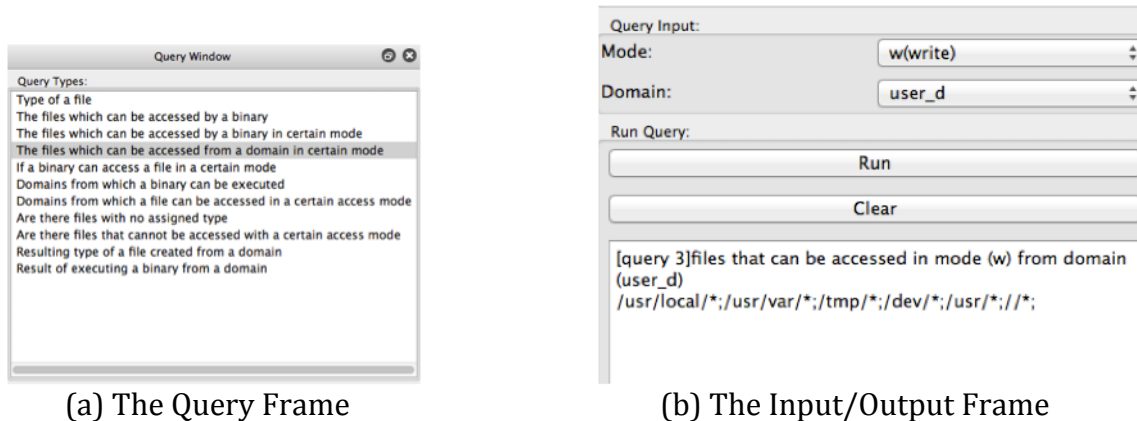 Query Window
Query Types:
Type of a file
The files which can be accessed by a binary
The files which can be accessed by a binary in certain mode
The files which can be accessed from a domain in certain mode
If a binary can access a file in a certain mode
Domains from which a binary can be executed
Domains from which a file can be accessed in a certain access mode
Are there files with no assigned type
Are there files that cannot be accessed with a certain access mode
Resulting type of a file created from a domain
Result of executing a binary from a domain
(a) The Query Frame
Query Input:
Mode: w(write)
Domain: user_d
Run Query:
Run
Clear
[query 3]files that can be accessed in mode (w) from domain
(user_d)
/usr/local/*;/usr/var/*;/tmp/*;/dev/*;/usr/*;//*;
(b) The Input/Output Frame